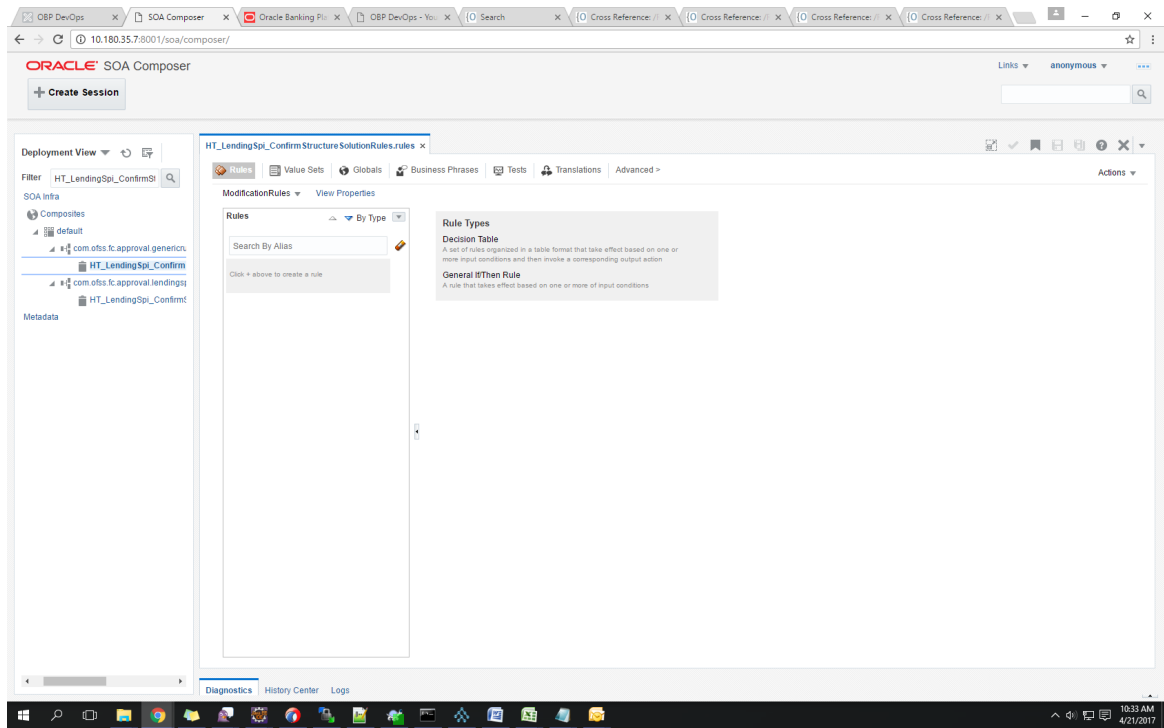 OBP DevOps
SOA Composer
Oracle Banking Pla
OBP DevOps - You
{O Search
{O Cross Reference: /
{O Cross Reference: /
{O Cross Reference: /
{O Cross Reference: /
10.180.35.7:8001/soa/composer/
ORACLE SOA Composer
Links
anonymous
Create Session
Deployment View
Filter HT_LendingSpi_ConfirmSt
SOA Infra
Composites
default
com.ofss.fc.approval.genericru
HT_LendingSpi_Confirm
com.ofss.fc.approval.lendingsp
HT_LendingSpi_ConfirmS
Metadata
HT_LendingSpi_ConfirmStructureSolutionRules.rules
Rules
Value Sets
Globals
Business Phrases
Tests
Translations
Advanced >
Actions
ModificationRules
View Properties
Rules
By Type
Search By Alias
Click + above to create a rule
Rule Types
Decision Table
A set of rules organized in a table format that take effect based on one or
more input conditions and then invoke a corresponding output action
General If/Then Rule
A rule that takes effect based on one or more of input conditions
Diagnostics
History Center
Logs
10:33 AM
4/21/2017